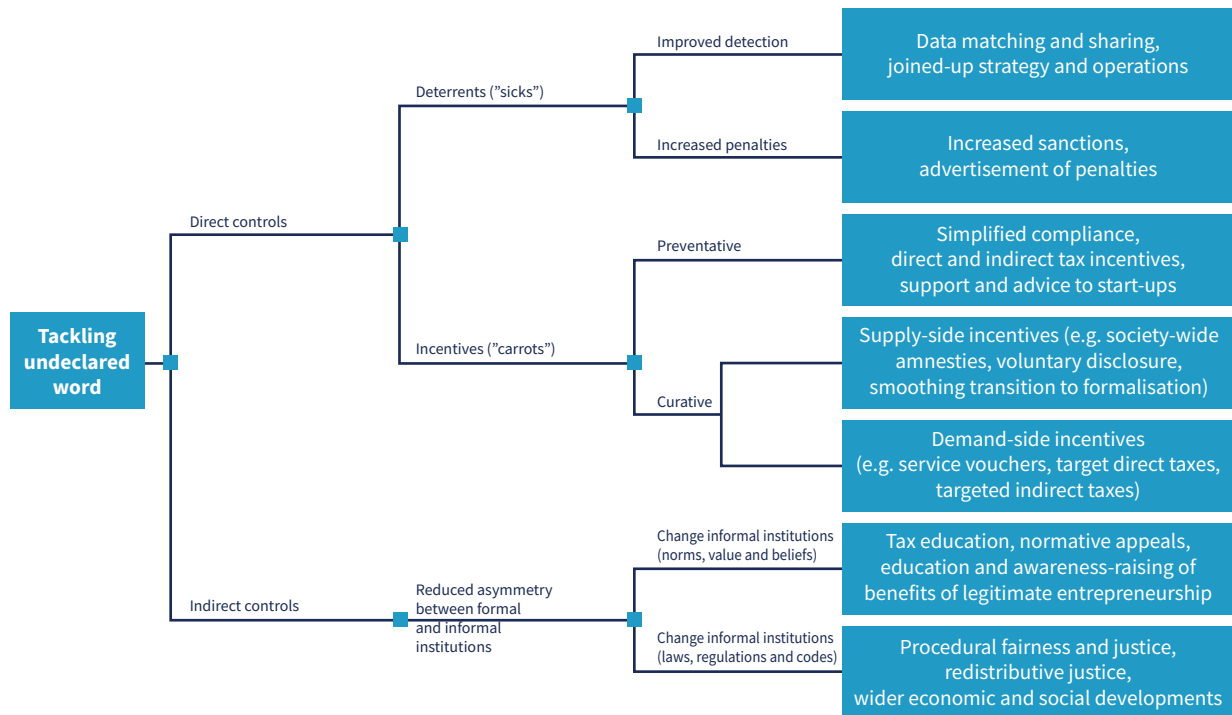 Tackling
undeclared
word
Direct controls
Indirect controls
Deterrents ("sicks")
Incentives ("carrots")
Reduced asymmetry
between formal
and informal
institutions
Improved detection
Increased penalties
Preventative
Curative
Change informal institutions
(norms, value and beliefs)
Change informal institutions
(laws, regulations and codes)
Data matching and sharing,
joined-up strategy and operations
Increased sanctions,
advertisement of penalties
Simplified compliance,
direct and indirect tax incentives,
support and advice to start-ups
Supply-side incentives (e.g. society-wide
amnesties, voluntary disclosure,
smoothing transition to formalisation)
Demand-side incentives
(e.g. service vouchers, target direct taxes,
targeted indirect taxes)
Tax education, normative appeals,
education and awareness-raising of
benefits of legitimate entrepreneurship
Procedural fairness and justice,
redistributive justice,
wider economic and social developments